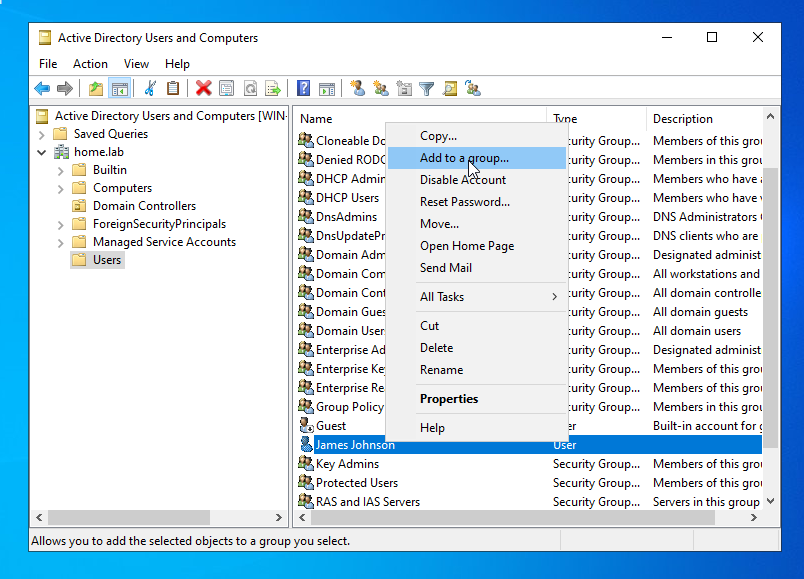 Active Directory Users and Computers
File Action View Help
Active Directory Users and Computers [WIN-
Saved Queries
home.lab
Builtin
Computers
Domain Controllers
ForeignSecurityPrincipals
Managed Service Accounts
Users
Name Type Description
Cloneable Do curity Group... Members of this grou
Denied RODC curity Group... Members in this grou
DHCP Admin curity Group... Members who have a
DHCP Users curity Group... Members who have v
DnsAdmins curity Group... DNS Administrators
DnsUpdatePr curity Group... DNS clients who are
Domain Adm curity Group... Designated administ
Domain Com curity Group... All workstations and
Domain Cont curity Group... All domain controlle
Domain Gues curity Group... All domain guests
Domain User curity Group... All domain users
Enterprise Ad curity Group... Designated administ
Enterprise Key curity Group... Members of this grou
Enterprise Re curity Group... Members of this grou
Group Policy curity Group... Members in this grou
Guest er Built-in account for g
James Johnson User
Key Admins Security Group... Members of this grou
Protected Users Security Group... Members of this grou
RAS and IAS Servers Security Group... Servers in this group
Copy...
Add to a group...
Disable Account
Reset Password...
Move...
Open Home Page
Send Mail
All Tasks
Cut
Delete
Rename
Properties
Help
Allows you to add the selected objects to a group you select.